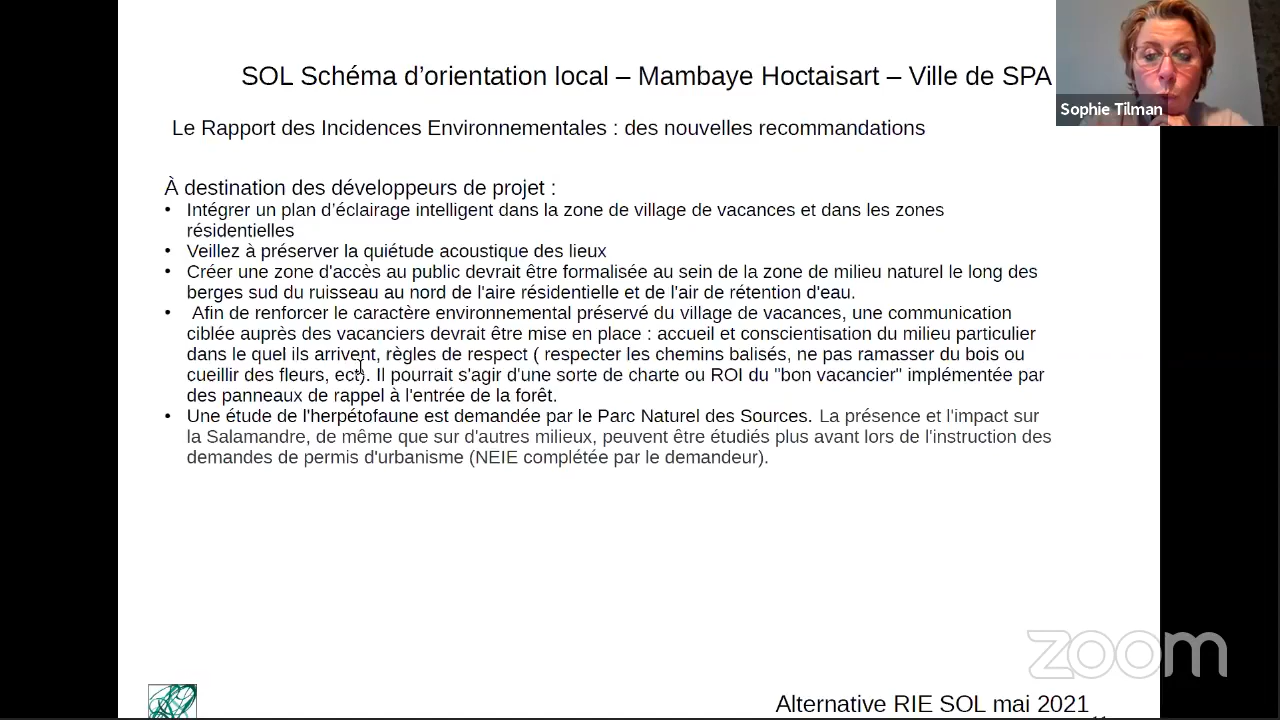 SOL Schéma d'orientation local – Mambaye Hoctaisart – Ville de SPA
Sophie Tilman
Le Rapport des Incidences Environnementales : des nouvelles recommandations
À destination des développeurs de projet :
• Intégrer un plan d'éclairage intelligent dans la zone de village de vacances et dans les zones
résidentielles
• Veillez à préserver la quiétude acoustique des lieux
• Créer une zone d'accès au public devrait être formalisée au sein de la zone de milieu naturel le long des
berges sud du ruisseau au nord de l'aire résidentielle et de l'air de rétention d'eau.
• Afin de renforcer le caractère environnemental préservé du village de vacances, une communication
ciblée auprès des vacanciers devrait être mise en place : accueil et conscientisation du milieu particulier
dans le quel ils arrivent, règles de respect ( respecter les chemins balisés, ne pas ramasser du bois ou
cueillir des fleurs, ect). Il pourrait s'agir d'une sorte de charte ou ROI du "bon vacancier" implémentée par
des panneaux de rappel à l'entrée de la forêt.
• Une étude de l'herpétofaune est demandée par le Parc Naturel des Sources. La présence et l'impact sur
la Salamandre, de même que sur d'autres milieux, peuvent être étudiés plus avant lors de l'instruction des
demandes de permis d'urbanisme (NEIE complétée par le demandeur).
zoom
Alternative RIE SOL mai 2021